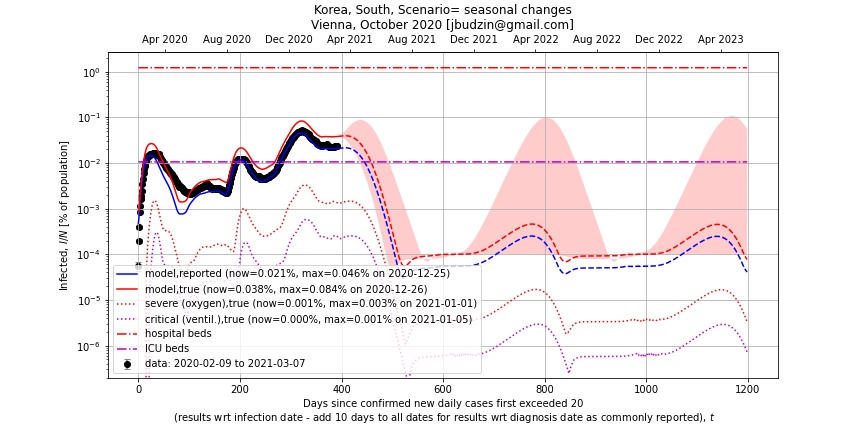 Korea, South, Scenario= seasonal changes
Vienna, October 2020 [jbudzin@gmail.com]
Apr 2020 Aug 2020 Dec 2020 Apr 2021 Aug 2021 Dec 2021 Apr 2022 Aug 2022 Dec 2022 Apr 2023
Infected, I/N [% of population]
10⁰
10⁻¹
10⁻²
10⁻³
10⁻⁴
10⁻⁵
10⁻⁶
model,reported (now=0.021%, max=0.046% on 2020-12-25)
model,true (now=0.038%, max=0.084% on 2020-12-26)
severe (oxygen),true (now=0.001%, max=0.003% on 2021-01-01)
critical (ventil.),true (now=0.000%, max=0.001% on 2021-01-05)
hospital beds
ICU beds
data: 2020-02-09 to 2021-03-07
0 200 400 600 800 1000 1200
Days since confirmed new daily cases first exceeded 20
(results wrt infection date - add 10 days to all dates for results wrt diagnosis date as commonly reported), t